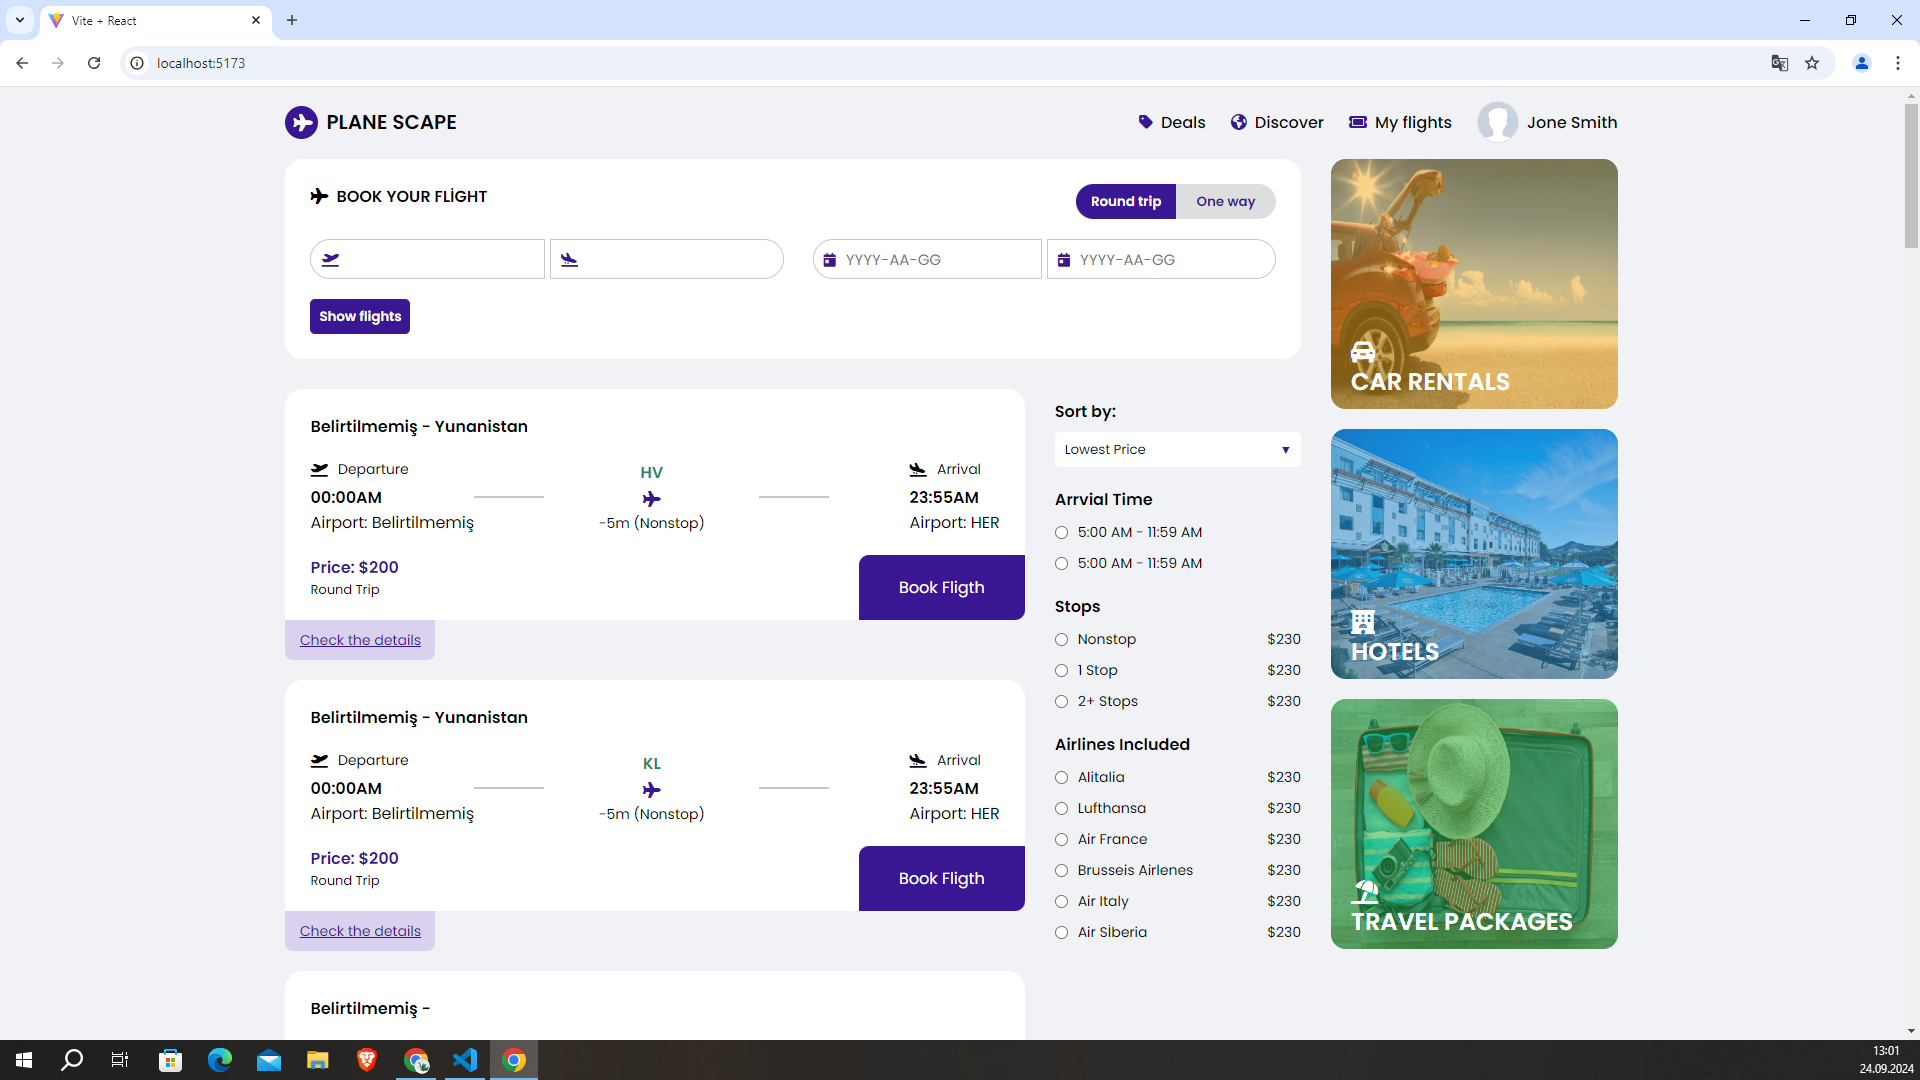 Vite + React
localhost:5173
PLANE SCAPE
Deals
Discover
My flights
Jone Smith
BOOK YOUR FLİGHT
Round trip
One way
YYYY-AA-GG
YYYY-AA-GG
Show flights
CAR RENTALS
Belirtilmemiş - Yunanistan
Departure
HV
Arrival
00:00AM
23:55AM
Airport: Belirtilmemiş
-5m (Nonstop)
Airport: HER
Price: $200
Round Trip
Book Fligth
Check the details
Belirtilmemiş - Yunanistan
Departure
KL
Arrival
00:00AM
23:55AM
Airport: Belirtilmemiş
-5m (Nonstop)
Airport: HER
Price: $200
Round Trip
Book Fligth
Check the details
Belirtilmemiş -
Sort by:
Lowest Price
Arrvial Time
5:00 AM - 11:59 AM
5:00 AM - 11:59 AM
Stops
Nonstop $230
1 Stop $230
2+ Stops $230
Airlines Included
Alitalia $230
Lufthansa $230
Air France $230
Brusseis Airlenes $230
Air Italy $230
Air Sİberia $230
HOTELS
TRAVEL PACKAGES
13:01
24.09.2024